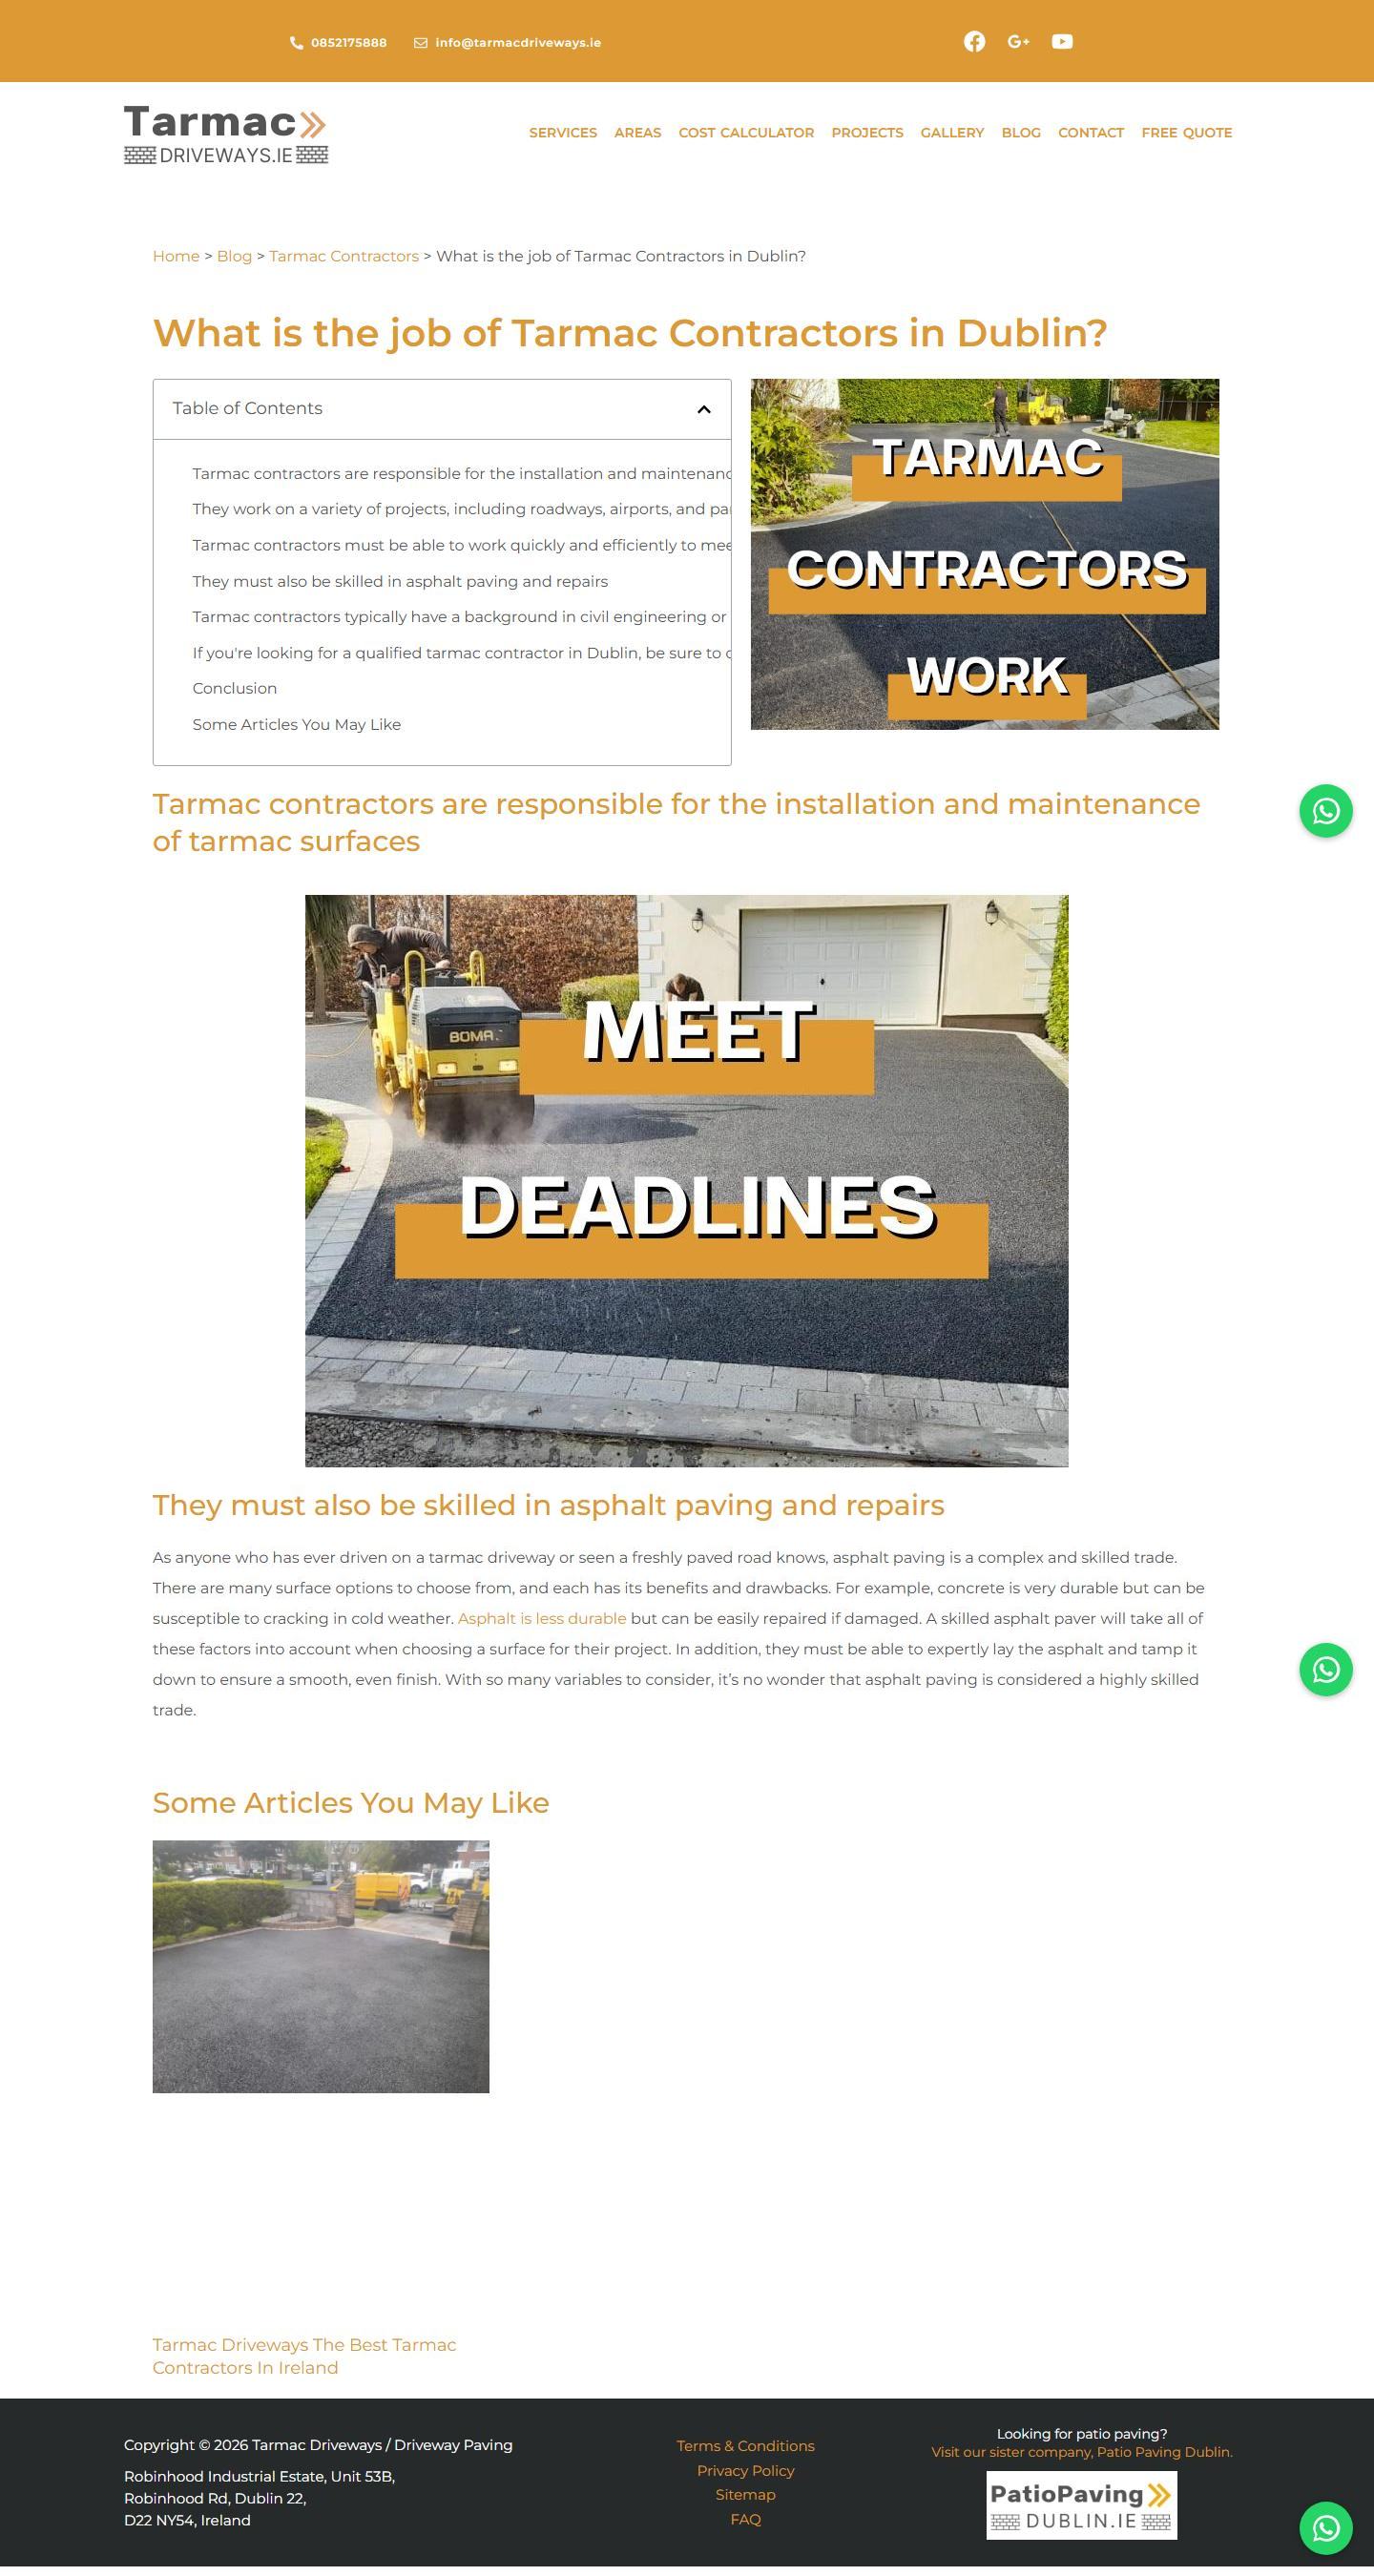 0852175888
info@tarmacdriveways.ie
Tarmac
DRIVEWAYS.IE
SERVICES AREAS COST CALCULATOR PROJECTS GALLERY BLOG CONTACT FREE QUOTE
Home > Blog > Tarmac Contractors > What is the job of Tarmac Contractors in Dublin?
What is the job of Tarmac Contractors in Dublin?
Table of Contents
Tarmac contractors are responsible for the installation and
They work on a variety of projects, including roadways, airports, and
Tarmac contractors must be able to work quickly and efficiently to
They must also be skilled in asphalt paving and repairs
Tarmac contractors typically have a background in civil engineering or
If you're looking for a qualified tarmac contractor in Dublin, be sure to
Conclusion
Some Articles You May Like
TARMAC
CONTRACTORS
WORK
Tarmac contractors are responsible for the installation and maintenance
of tarmac surfaces
BOMA
MEET
DEADLINES
They must also be skilled in asphalt paving and repairs
As anyone who has ever driven on a tarmac driveway or seen a freshly paved road knows, asphalt paving is a complex and skilled trade.
There are many surface options to choose from, and each has its benefits and drawbacks. For example, concrete is very durable but can be
susceptible to cracking in cold weather. Asphalt is less durable but can be easily repaired if damaged. A skilled asphalt paver will take all of
these factors into account when choosing a surface for their project. In addition, they must be able to expertly lay the asphalt and tamp it
down to ensure a smooth, even finish. With so many variables to consider, it's no wonder that asphalt paving is considered a highly skilled
trade.
Some Articles You May Like
Tarmac Driveways The Best Tarmac
Contractors In Ireland
Copyright © 2026 Tarmac Driveways / Driveway Paving
Robinhood Industrial Estate, Unit 53B,
Robinhood Rd, Dublin 22,
D22 NY54, Ireland
Terms & Conditions
Privacy Policy
Sitemap
FAQ
Looking for patio paving?
Visit our sister company, Patio Paving Dublin.
PatioPaving
DUBLIN.IE